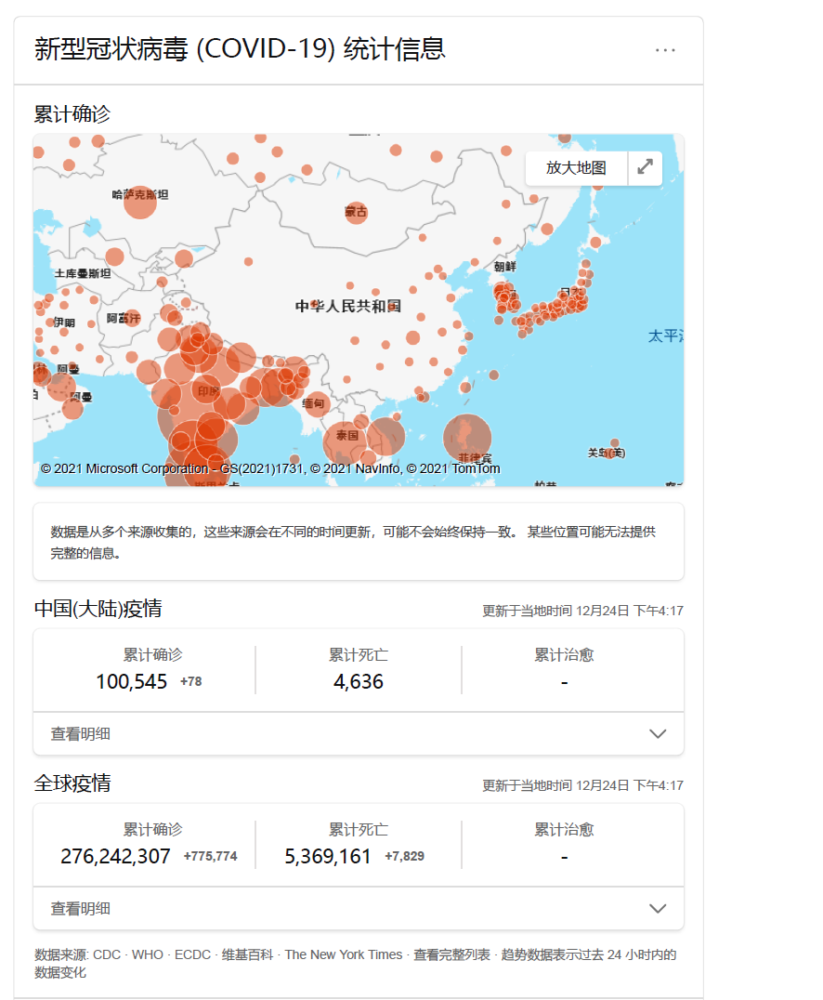 新型冠状病毒 (COVID-19) 统计信息
累计确诊
放大地图
哈萨克斯坦
蒙古
土库曼斯坦
朝鲜
中华人民共和国
阿富汗
伊朗
太平
阿曼
阿曼
印度
缅甸
泰国
菲律宾
关岛(美)
© 2021 Microsoft Corporation - GS(2021)1731, © 2021 NavInfo, © 2021 TomTom
数据是从多个来源收集的，这些来源会在不同的时间更新，可能不会始终保持一致。 某些位置可能无法提供
完整的信息。
中国(大陆)疫情 更新于当地时间 12月24日 下午4:17
累计确诊 累计死亡 累计治愈
100,545 +78 4,636 -
查看明细
全球疫情 更新于当地时间 12月24日 下午4:17
累计确诊 累计死亡 累计治愈
276,242,307 +775,774 5,369,161 +7,829 -
查看明细
数据来源: CDC · WHO · ECDC · 维基百科 · The New York Times · 查看完整列表 · 趋势数据表示过去 24 小时内的
数据变化